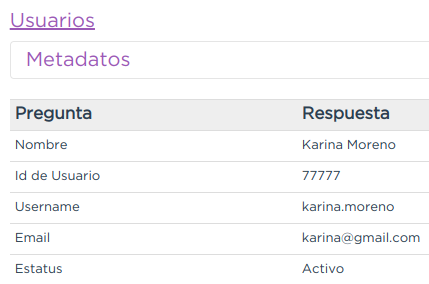 Usuarios
Metadatos
Pregunta Respuesta
Nombre Karina Moreno
Id de Usuario 77777
Username karina.moreno
Email karina@gmail.com
Estatus Activo